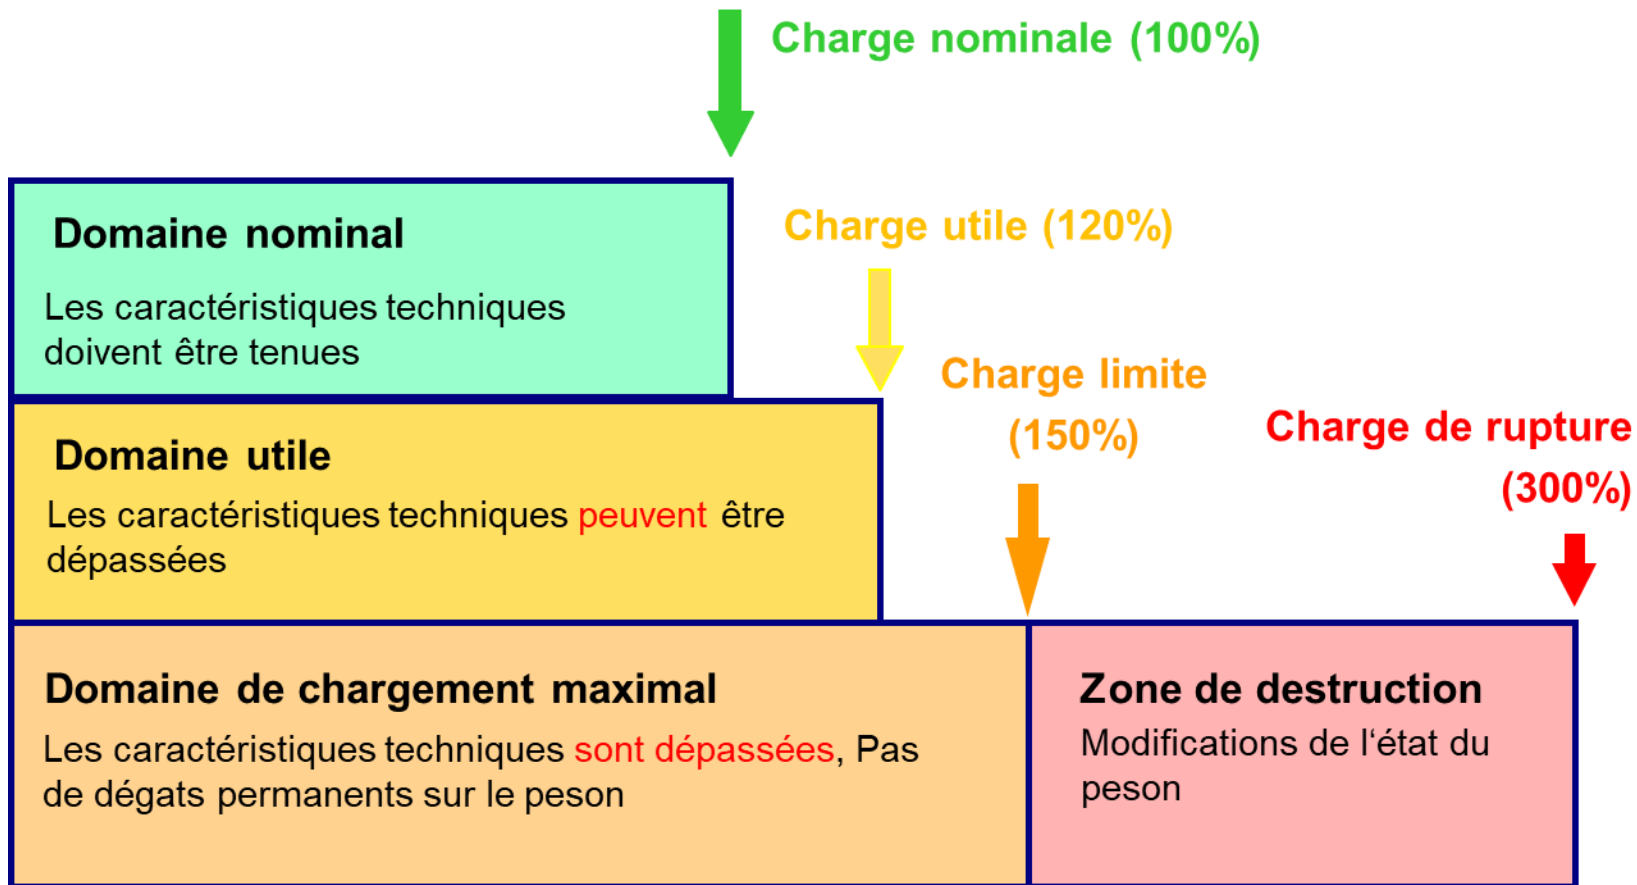 Charge nominale (100%)
Domaine nominal
Les caractéristiques techniques
doivent être tenues
Charge utile (120%)
Domaine utile
Les caractéristiques techniques peuvent être
dépassées
Charge limite
(150%)
Charge de rupture
(300%)
Domaine de chargement maximal
Les caractéristiques techniques sont dépassées, Pas
de dégats permanents sur le peson
Zone de destruction
Modifications de l‘état du
peson